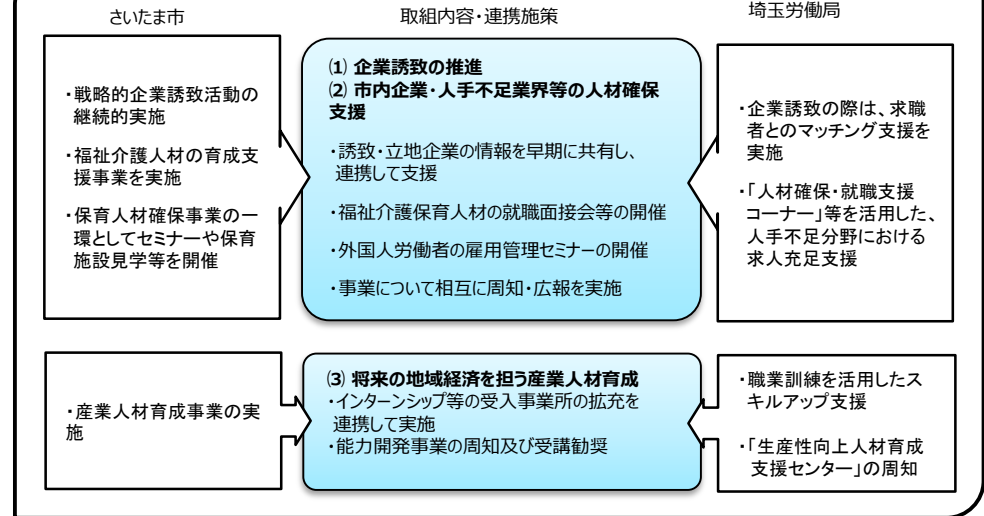 さいたま市
取組内容・連携施策
埼玉労働局
・戦略的企業誘致活動の
継続的実施
・福祉介護人材の育成支
援事業を実施
・保育人材確保事業の一
環としてセミナーや保育
施設見学等を開催
⑴ 企業誘致の推進
⑵ 市内企業・人手不足業界等の人材確保
支援
・誘致・立地企業の情報を早期に共有し、
連携して支援
・福祉介護保育人材の就職面接会等の開催
・外国人労働者の雇用管理セミナーの開催
・事業について相互に周知・広報を実施
・企業誘致の際は、求職
者とのマッチング支援を
実施
・「人材確保・就職支援
コーナー」等を活用した、
人手不足分野における
求人充足支援
・産業人材育成事業の実
施
⑶ 将来の地域経済を担う産業人材育成
・インターンシップ等の受入事業所の拡充を
連携して実施
・能力開発事業の周知及び受講勧奨
・職業訓練を活用したス
キルアップ支援
・「生産性向上人材育成
支援センター」の周知